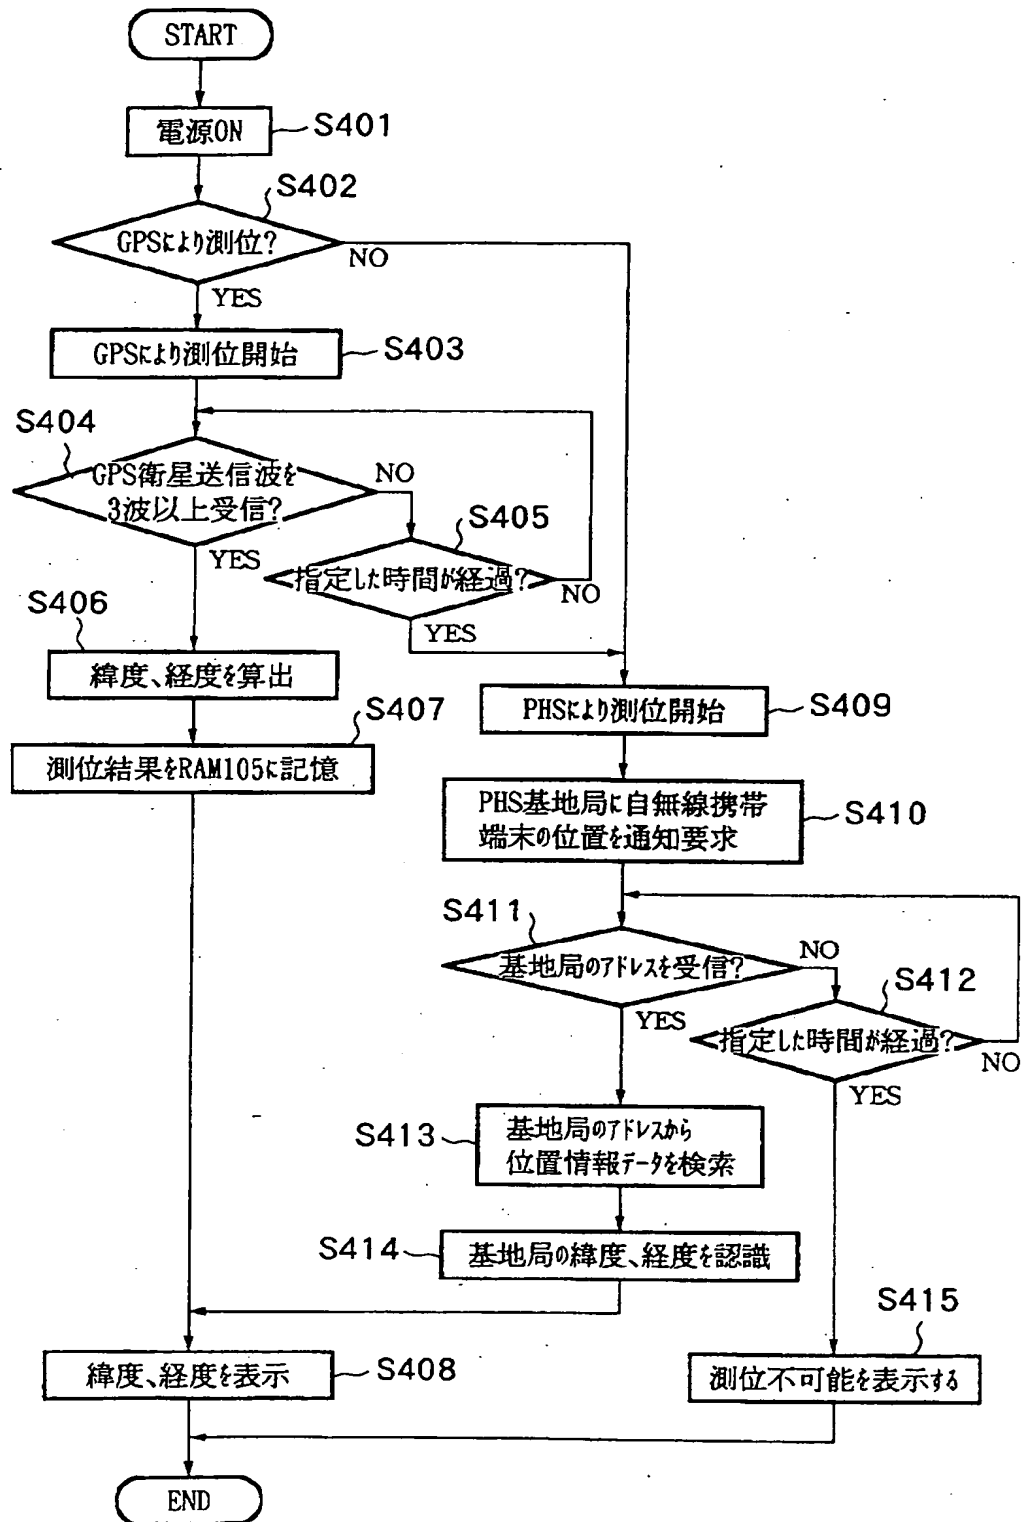 START
電源ON
S401
S402
GPSにより測位?
NO
YES
GPSにより測位開始
S403
S404
GPS衛星送信波を
3波以上受信?
NO
YES
S405
指定した時間が経過?
NO
YES
S406
緯度、経度を算出
S407
測位結果をRAM105に記憶
PHSにより測位開始
S409
PHS基地局に自無線携帯
端末の位置を通知要求
S410
S411
基地局のアドレスを受信?
NO
YES
S412
指定した時間が経過?
NO
YES
S413
基地局のアドレスから
位置情報データを検索
S414
基地局の緯度、経度を認識
S415
緯度、経度を表示
S408
測位不可能を表示する
END